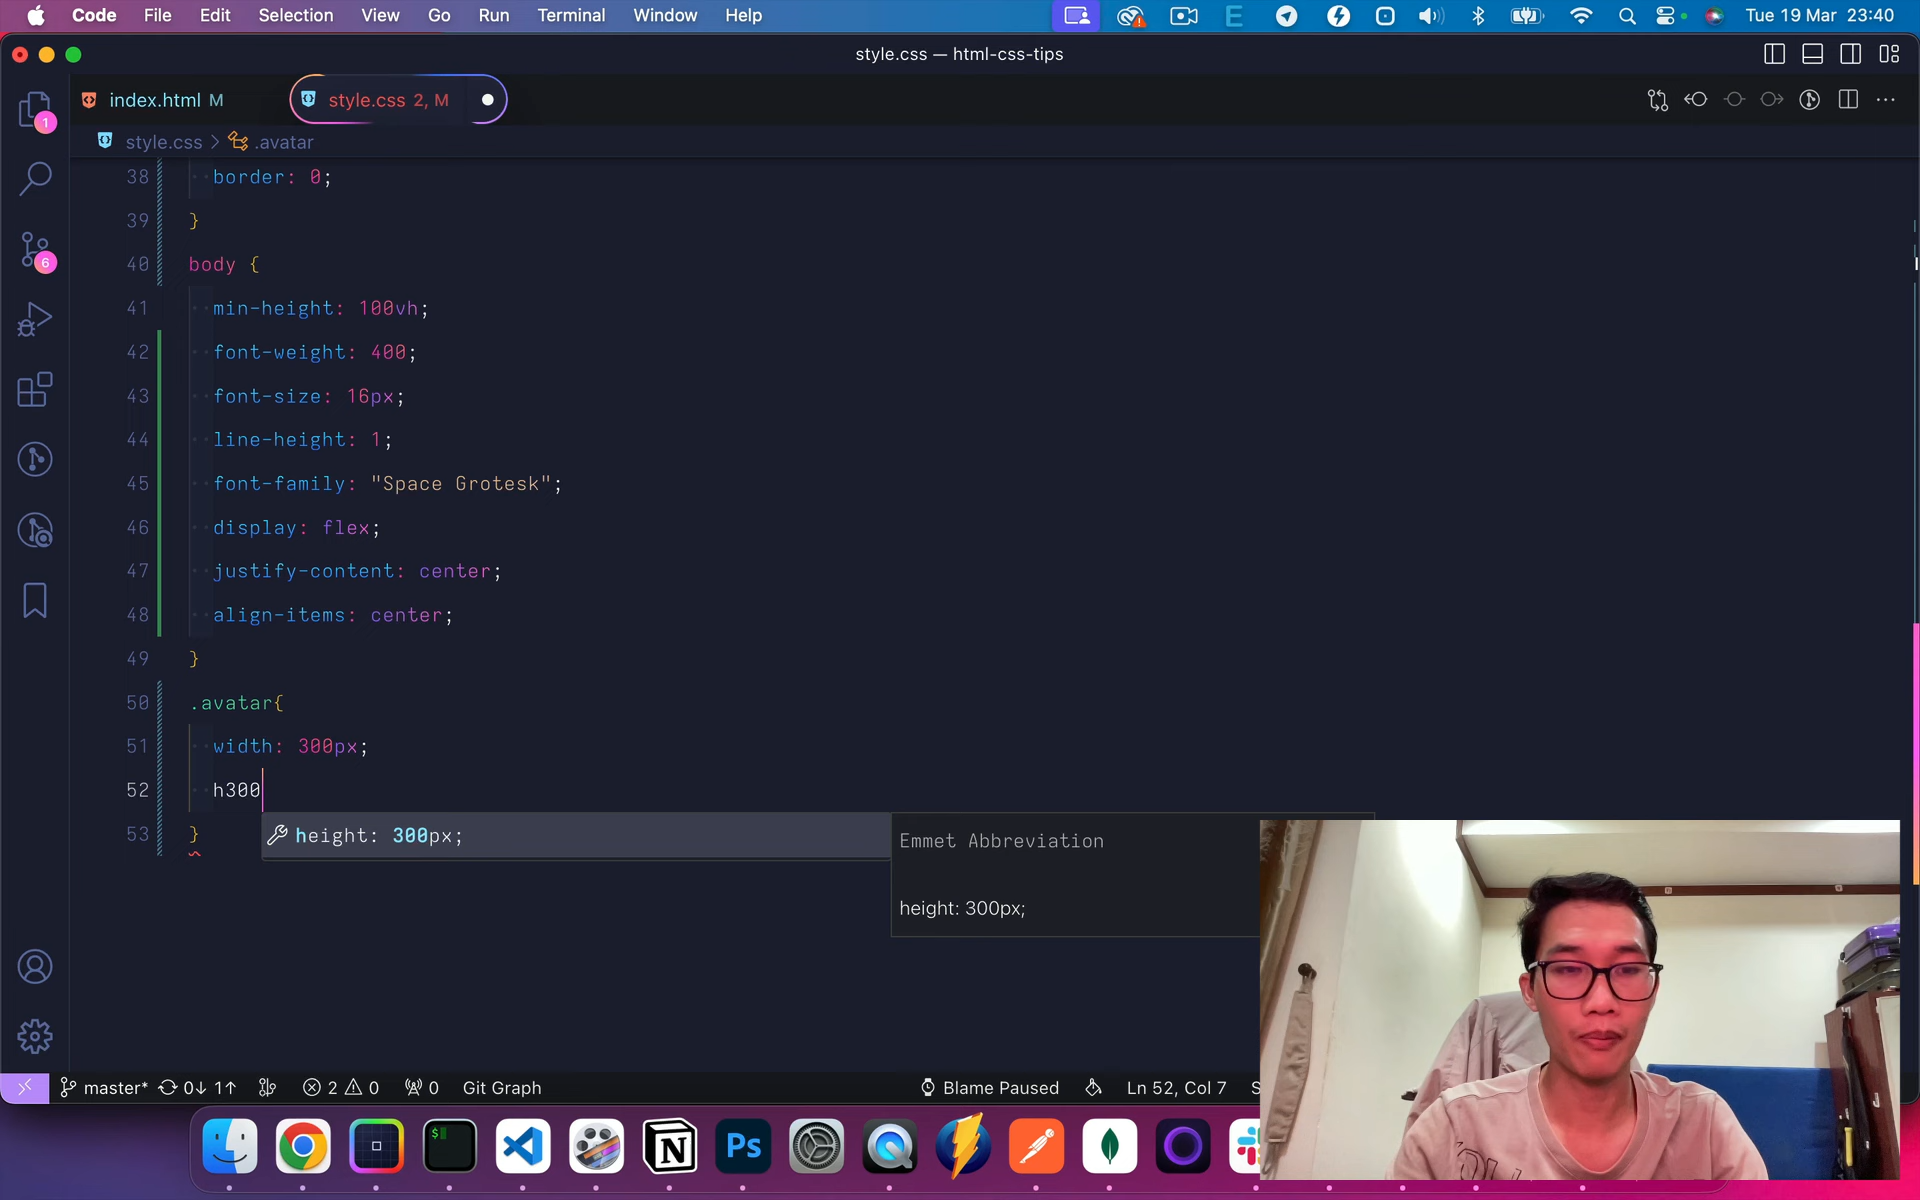 Code File Edit Selection View Go Run Terminal Window Help Tue 19 Mar 23:40
style.css — html-css-tips
index.html M style.css 2, M
style.css > .avatar
38 border: 0;
39 }
40 body {
41 min-height: 100vh;
42 font-weight: 400;
43 font-size: 16px;
44 line-height: 1;
45 font-family: "Space Grotesk";
46 display: flex;
47 justify-content: center;
48 align-items: center;
49 }
50 .avatar{
51 width: 300px;
52 h300
53 }
height: 300px;
Emmet Abbreviation
height: 300px;
1
6
master* 0↓ 1↑ 2 0 0 Git Graph Blame Paused Ln 52, Col 7 S
$
N
Ps